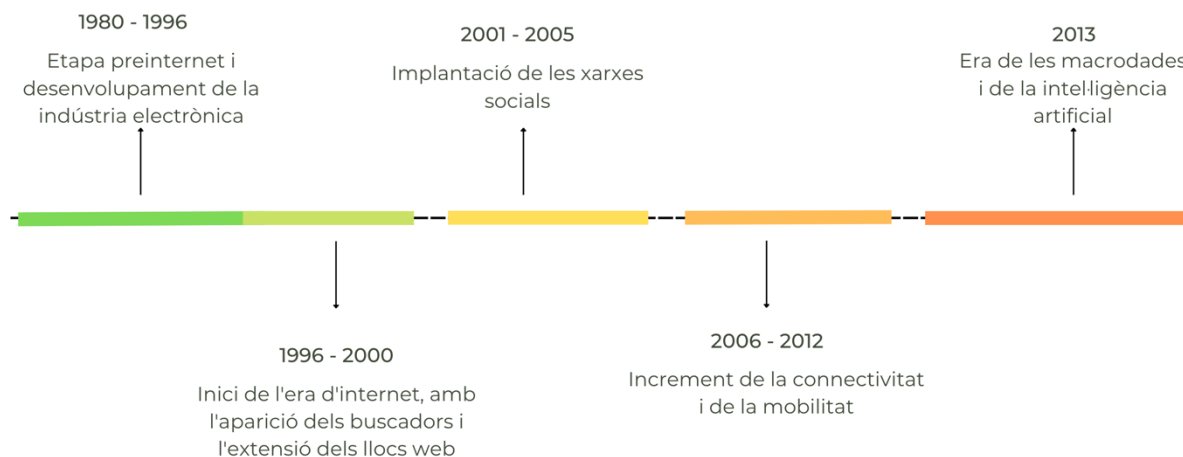 1980 - 1996
Etapa preinternet i
desenvolupament de la
indústria electrònica
1996 - 2000
Inici de l'era d'internet, amb
l'aparició dels buscadors i
l'extensió dels llocs web
2001 - 2005
Implantació de les xarxes
socials
2006 - 2012
Increment de la connectivitat
i de la mobilitat
2013
Era de les macrodades
i de la intel·ligència
artificial